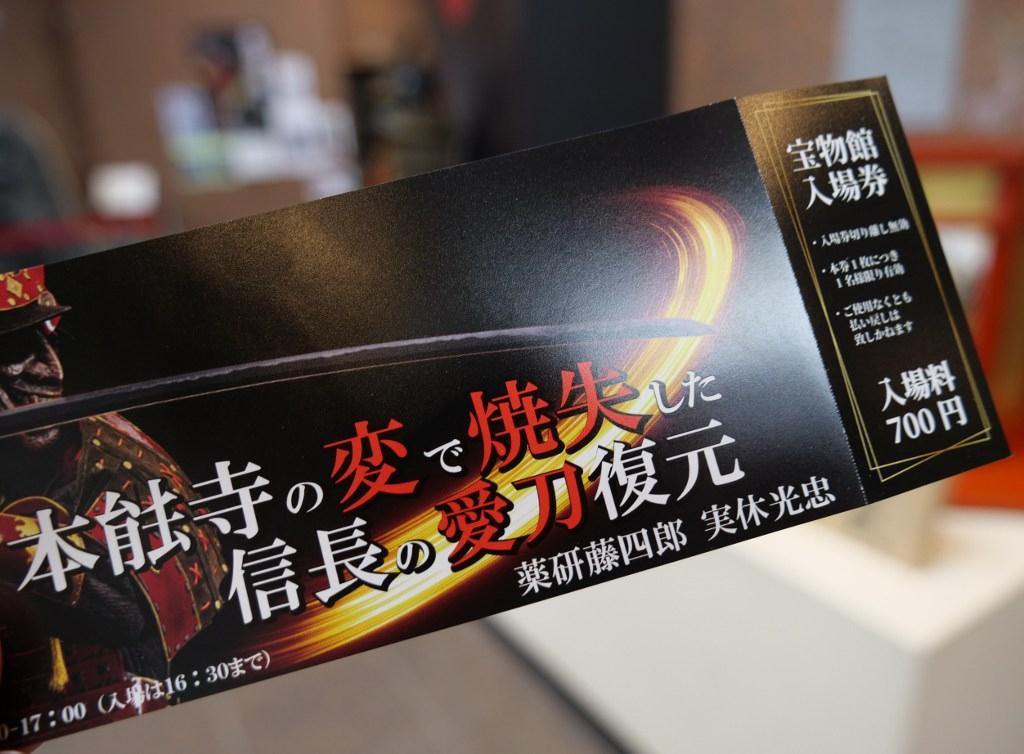 本能寺の変で焼失した
信長の愛刀復元
薬研藤四郎 実休光忠
0-17:00（入場は16：30まで）
宝物館
入場券
・入場券切り離し無効
・本券1枚につき
1名様限り有効
・ご使用なくとも
払い戻しは
致しかねます
入場料
700円